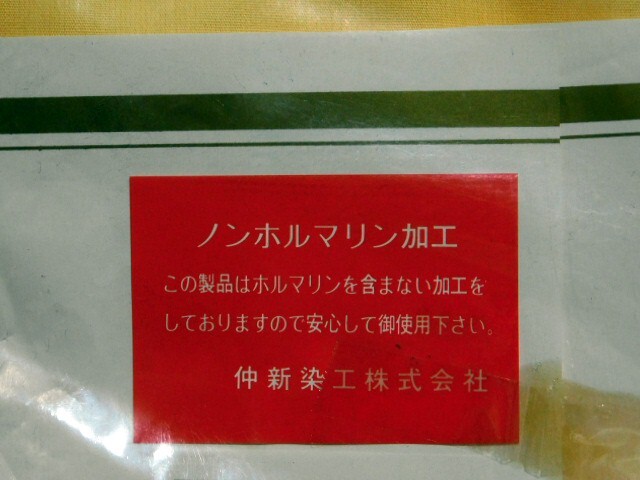 ノンホルマリン加工
この製品はホルマリンを含まない加工を
しておりますので安心して御使用下さい。
仲新染工株式会社